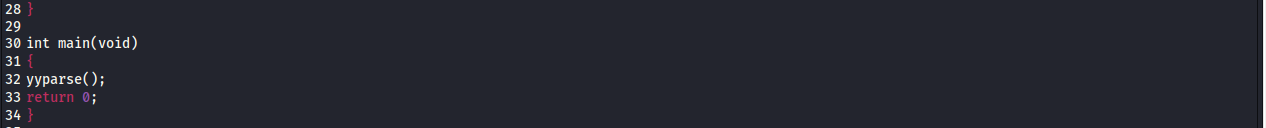 28 }
29
30 int main(void)
31 {
32 yyparse();
33 return 0;
34 }